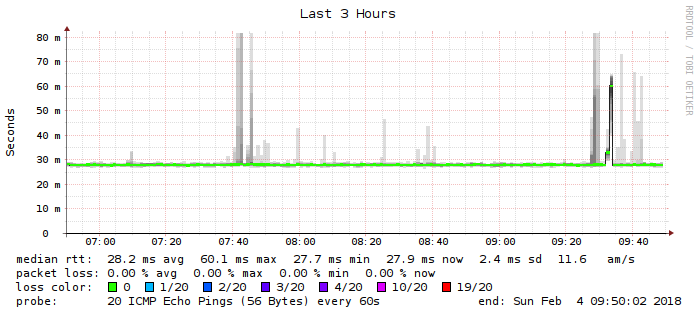 Last 3 Hours
RRDTOOL / TOBI OETIKER
Seconds
80 m
70 m
60 m
50 m
40 m
30 m
20 m
10 m
0
07:00 07:20 07:40 08:00 08:20 08:40 09:00 09:20 09:40
median rtt: 28.2 ms avg 60.1 ms max 27.7 ms min 27.9 ms now 2.4 ms sd 11.6 am/s
packet loss: 0.00 % avg 0.00 % max 0.00 % min 0.00 % now
loss color: 0 1/20 2/20 3/20 4/20 10/20 19/20
probe: 20 ICMP Echo Pings (56 Bytes) every 60s end: Sun Feb 4 09:50:02 2018